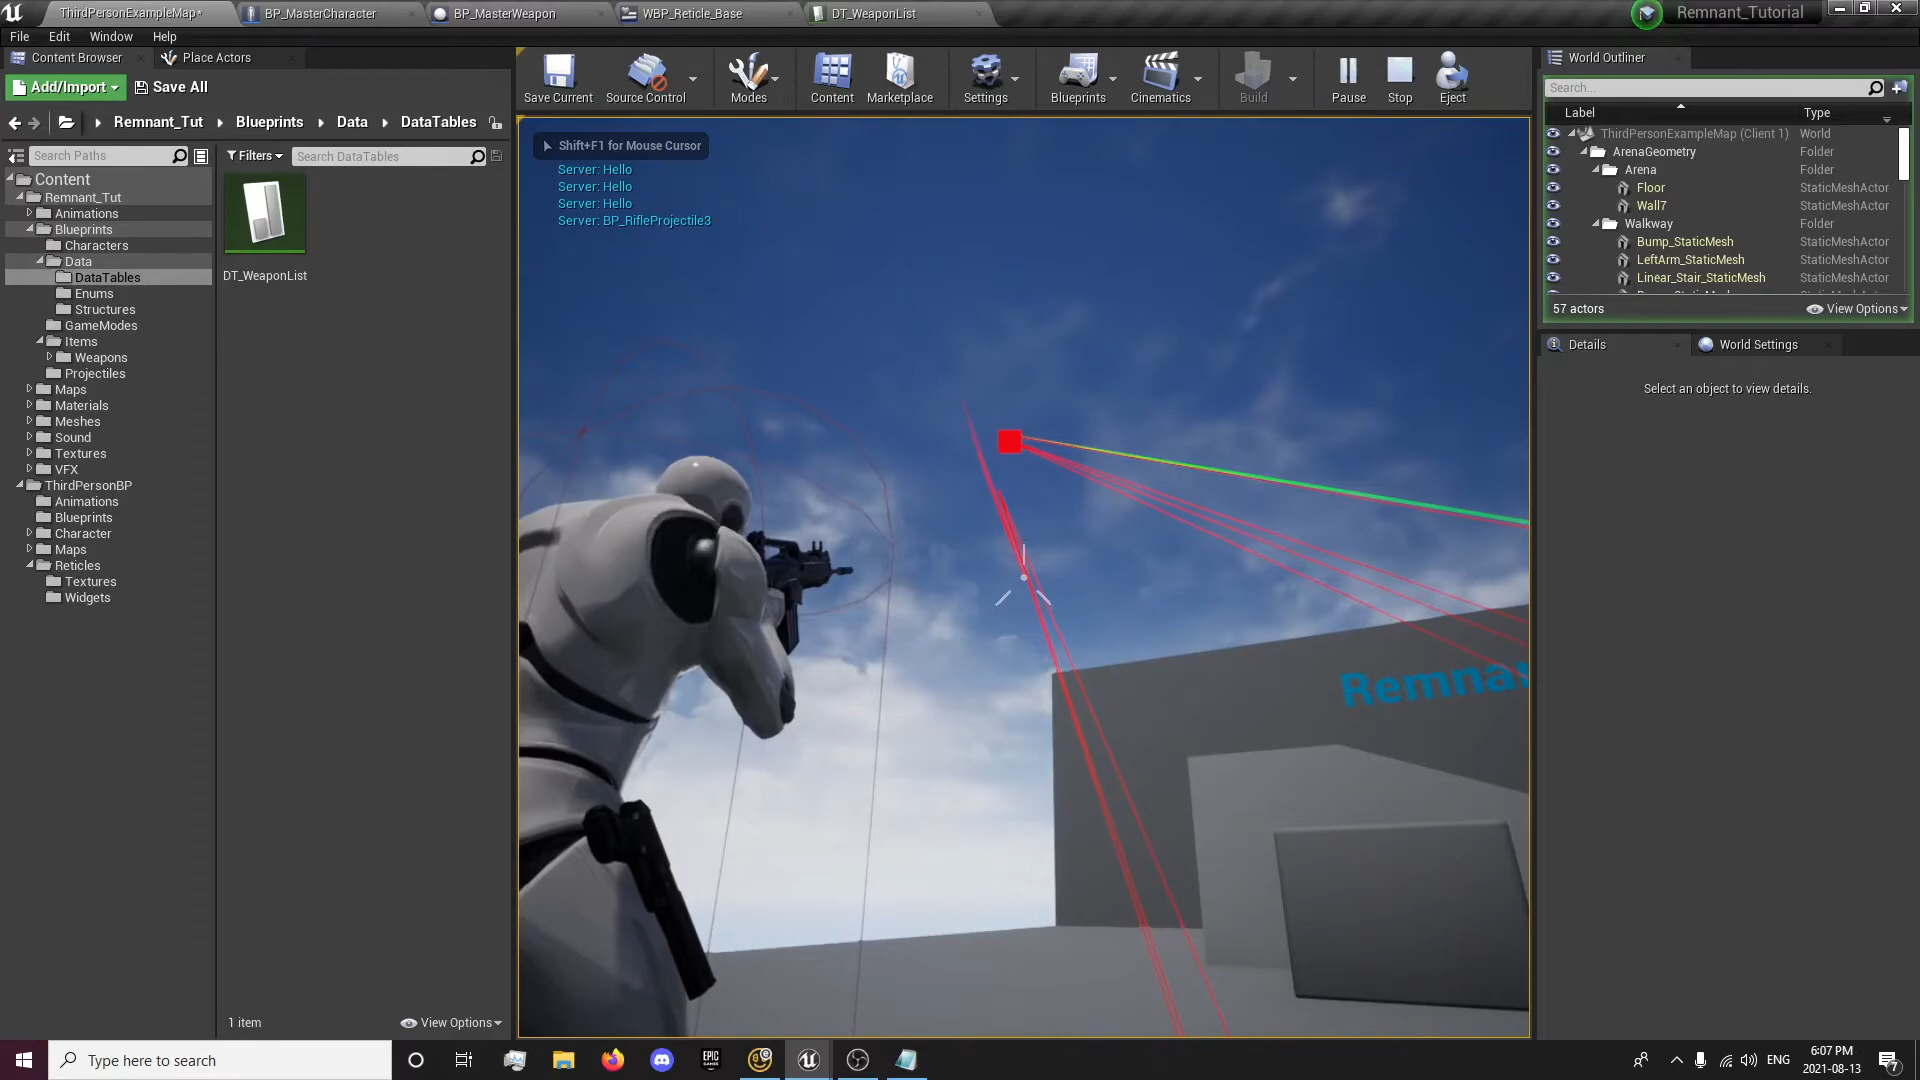 ThirdPersonExampleMap*
BP_MasterCharacter
BP_MasterWeapon
WBP_Reticle_Base
DT_WeaponList
Remnant_Tutorial
File
Edit
Window
Help
Content Browser
Place Actors
Add/Import
Save All
Remnant_Tut
Blueprints
Data
DataTables
Search Paths
Filters
Search DataTables
Content
Remnant_Tut
Animations
Blueprints
Characters
Data
DataTables
Enums
Structures
GameModes
Items
Weapons
Projectiles
Maps
Materials
Meshes
Sound
Textures
VFX
ThirdPersonBP
Animations
Blueprints
Character
Maps
Reticles
Textures
Widgets
DT_WeaponList
1 item
View Options
Save Current
Source Control
Modes
Content
Marketplace
Settings
Blueprints
Cinematics
Build
Pause
Stop
Eject
Shift+F1 for Mouse Cursor
Server: Hello
Server: Hello
Server: Hello
Server: BP_RifleProjectile3
Remnas
World Outliner
Search...
Label
Type
ThirdPersonExampleMap (Client 1)
World
ArenaGeometry
Folder
Arena
Folder
Floor
StaticMeshActor
Wall7
StaticMeshActor
Walkway
Folder
Bump_StaticMesh
StaticMeshActor
LeftArm_StaticMesh
StaticMeshActor
Linear_Stair_StaticMesh
StaticMeshActor
57 actors
View Options
Details
World Settings
Select an object to view details.
Type here to search
EPIC
GAMES
ENG
6:07 PM
2021-08-13
7